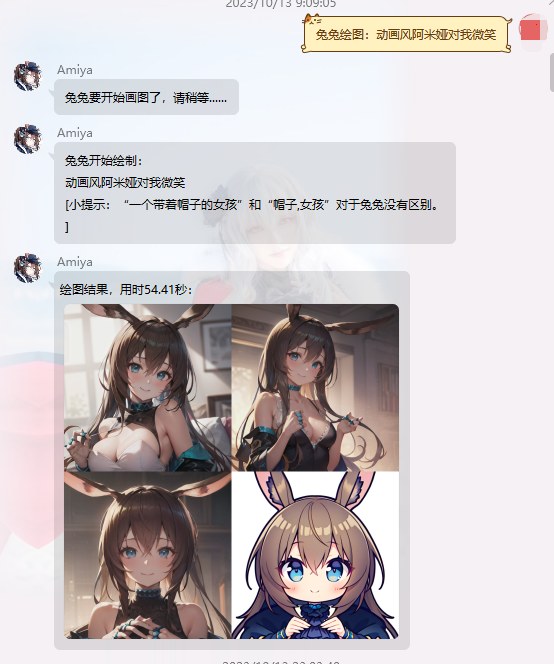 2023/10/13 9:09:05
兔兔绘图：动画风阿米娅对我微笑
Amiya
兔兔要开始画图了，请稍等......
Amiya
兔兔开始绘制：
动画风阿米娅对我微笑
[小提示：“一个带着帽子的女孩”和“帽子,女孩”对于兔兔没有区别。
]
Amiya
绘图结果，用时54.41秒：